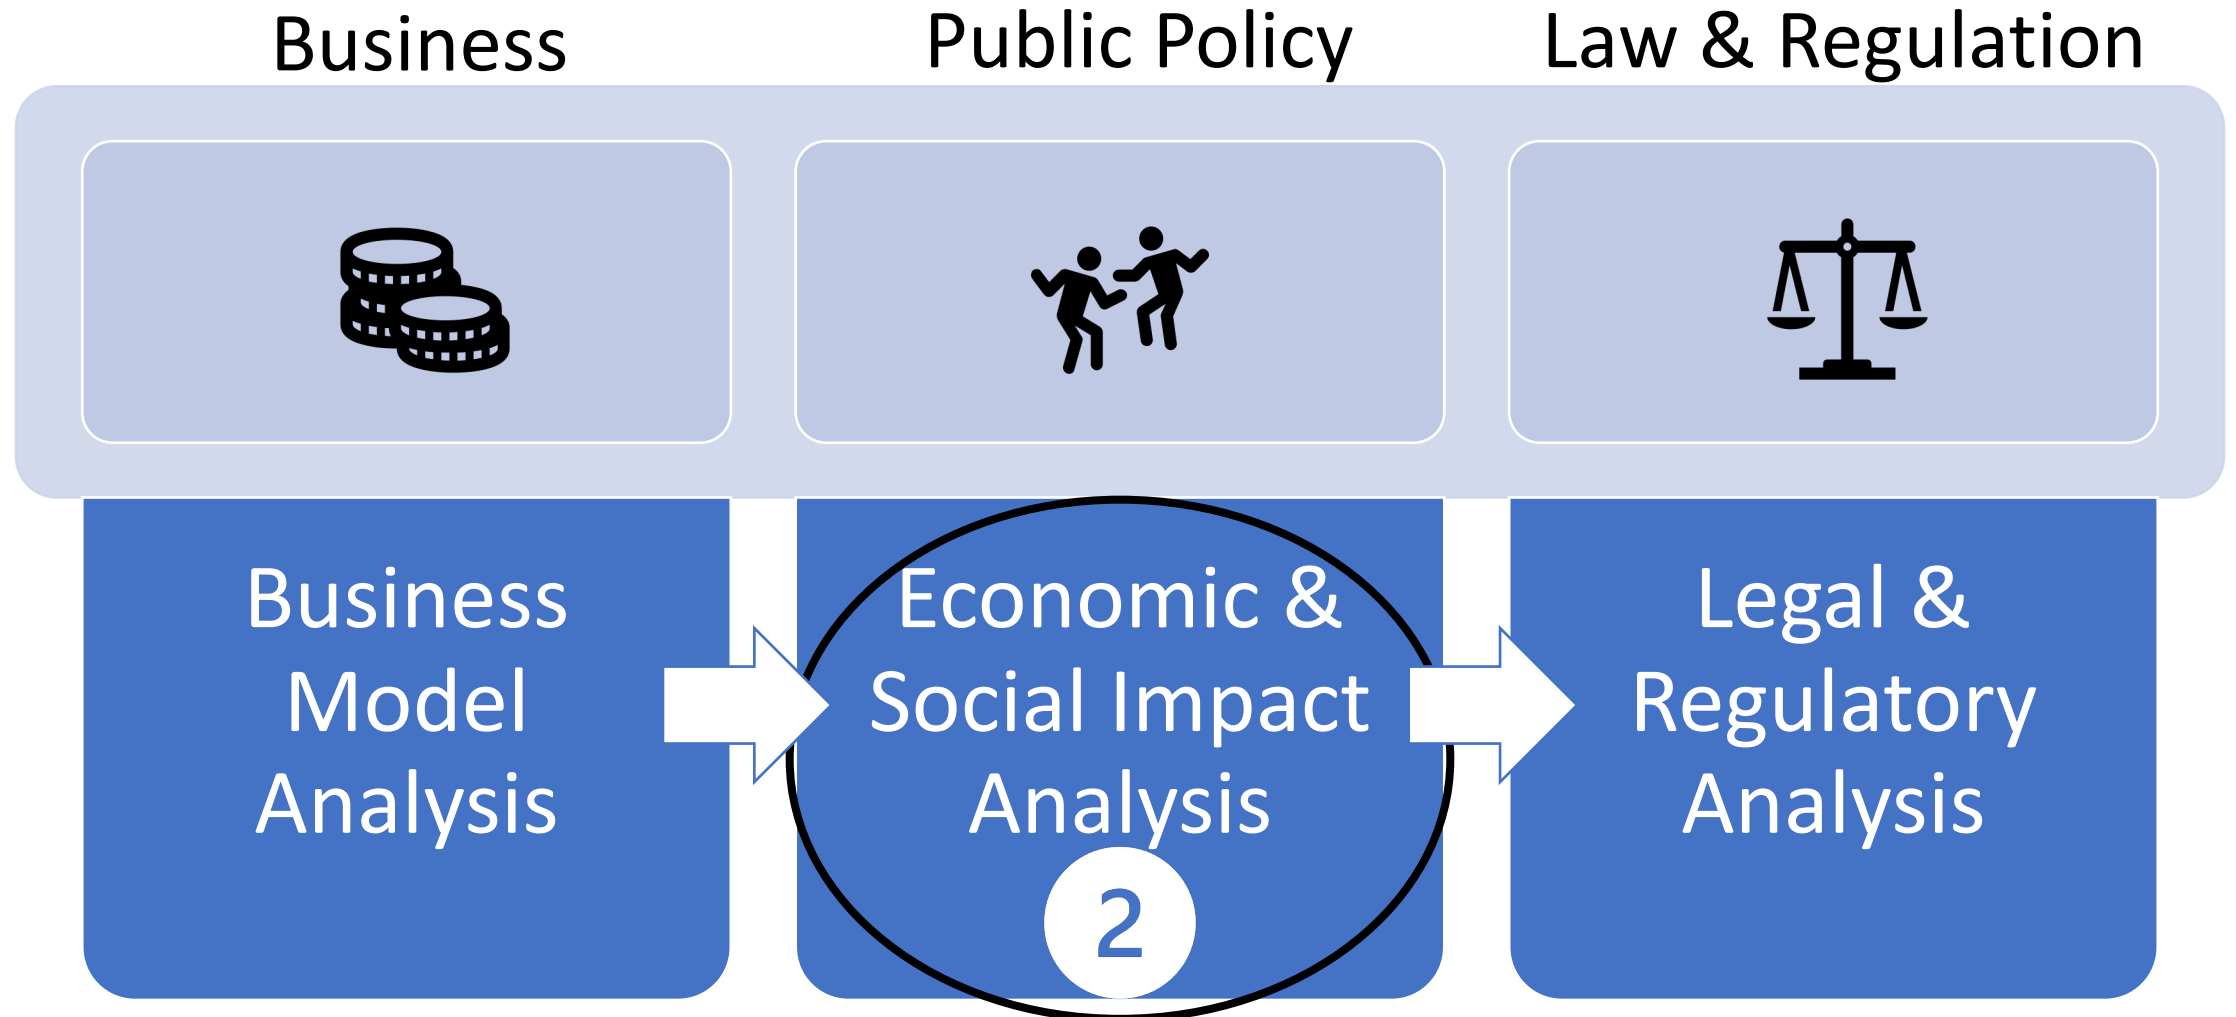 Business
Public Policy
Law & Regulation
Business
Model
Analysis
Economic &
Social Impact
Analysis
2
Legal &
Regulatory
Analysis